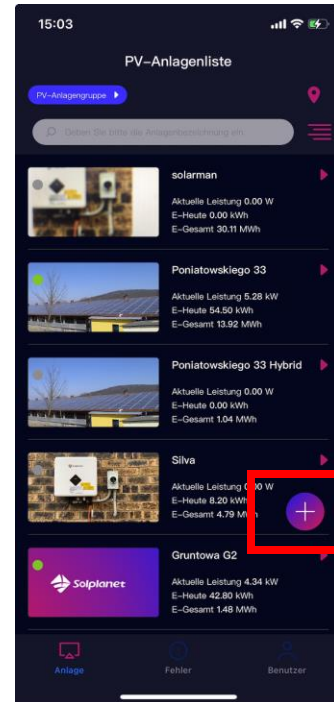 15:03
PV-Anlagenliste
PV-Anlagengruppe
Geben Sie bitte die Anlagenbezeichnung ein
solarman
Aktuelle Leistung 0.00 W
E-Heute 0.00 kWh
E-Gesamt 30.11 MWh
Poniatowskiego 33
Aktuelle Leistung 5.28 kW
E-Heute 54.50 kWh
E-Gesamt 13.92 MWh
Poniatowskiego 33 Hybrid
Aktuelle Leistung 0.00 W
E-Heute 0.00 kWh
E-Gesamt 1.04 MWh
Silva
Aktuelle Leistung 0.00 W
E-Heute 8.20 kWh
E-Gesamt 4.79 MWh
Solplanet
Gruntowa G2
Aktuelle Leistung 4.34 kW
E-Heute 42.80 kWh
E-Gesamt 1.48 MWh
Anlage
Fehler
Benutzer